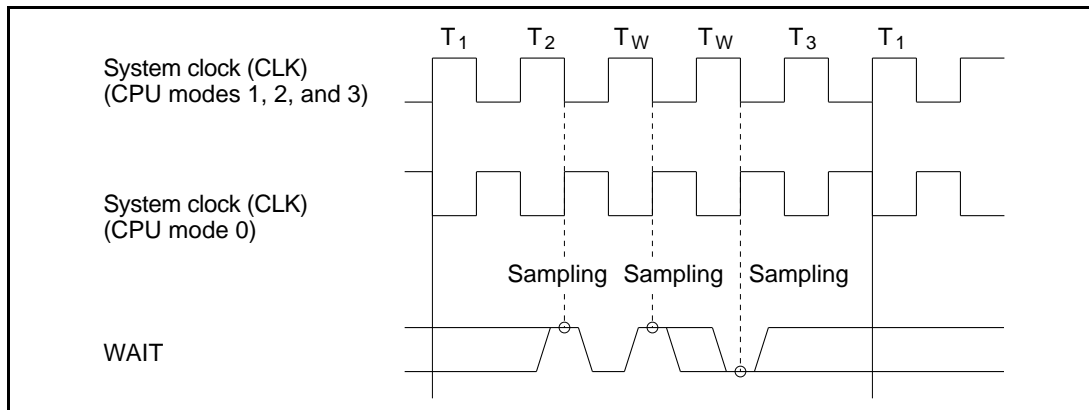 T1 T2 TW TW T3 T1
System clock (CLK)
(CPU modes 1, 2, and 3)
System clock (CLK)
(CPU mode 0)
Sampling Sampling Sampling
WAIT